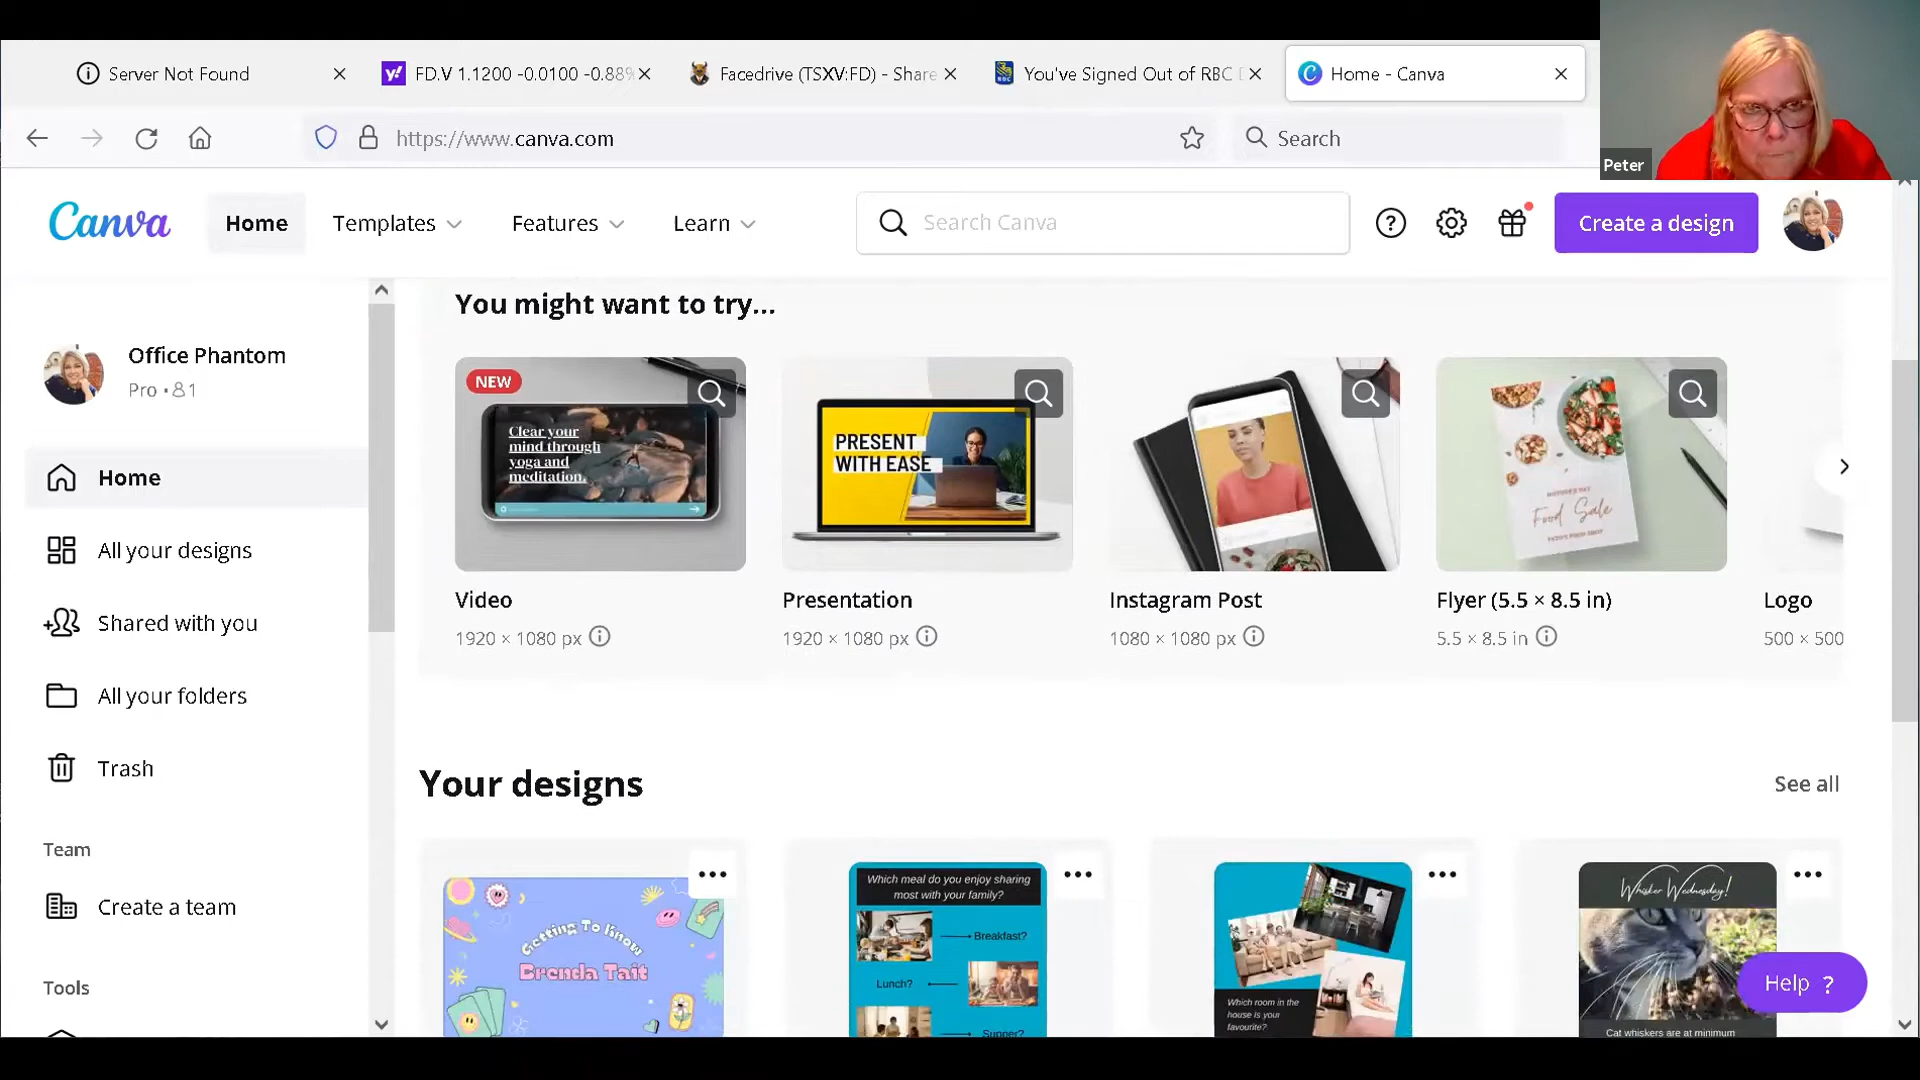 Server Not Found
FD.V 1.1200 -0.0100 -0.88%
Facedrive (TSXV:FD) - Share
You've Signed Out of RBC
Home - Canva
https://www.canva.com
Search
Peter
Canva
Home
Templates
Features
Learn
Search Canva
Create a design
Office Phantom
Pro • 1
Home
All your designs
Shared with you
All your folders
Trash
Team
Create a team
Tools
You might want to try...
NEW
Clear your
mind through
yoga and
meditation.
PRESENT
WITH EASE
Food Sale
Video
1920 × 1080 px
Presentation
1920 × 1080 px
Instagram Post
1080 × 1080 px
Flyer (5.5 × 8.5 in)
5.5 × 8.5 in
Logo
500 × 500
Your designs
See all
Getting To Know
Brenda Tait
Which meal do you enjoy sharing
most with your family?
Breakfast?
Lunch?
Supper?
Which room in the
house is your
favourite?
Whisker Wednesday!
Cat whiskers are at minimum
Help ?